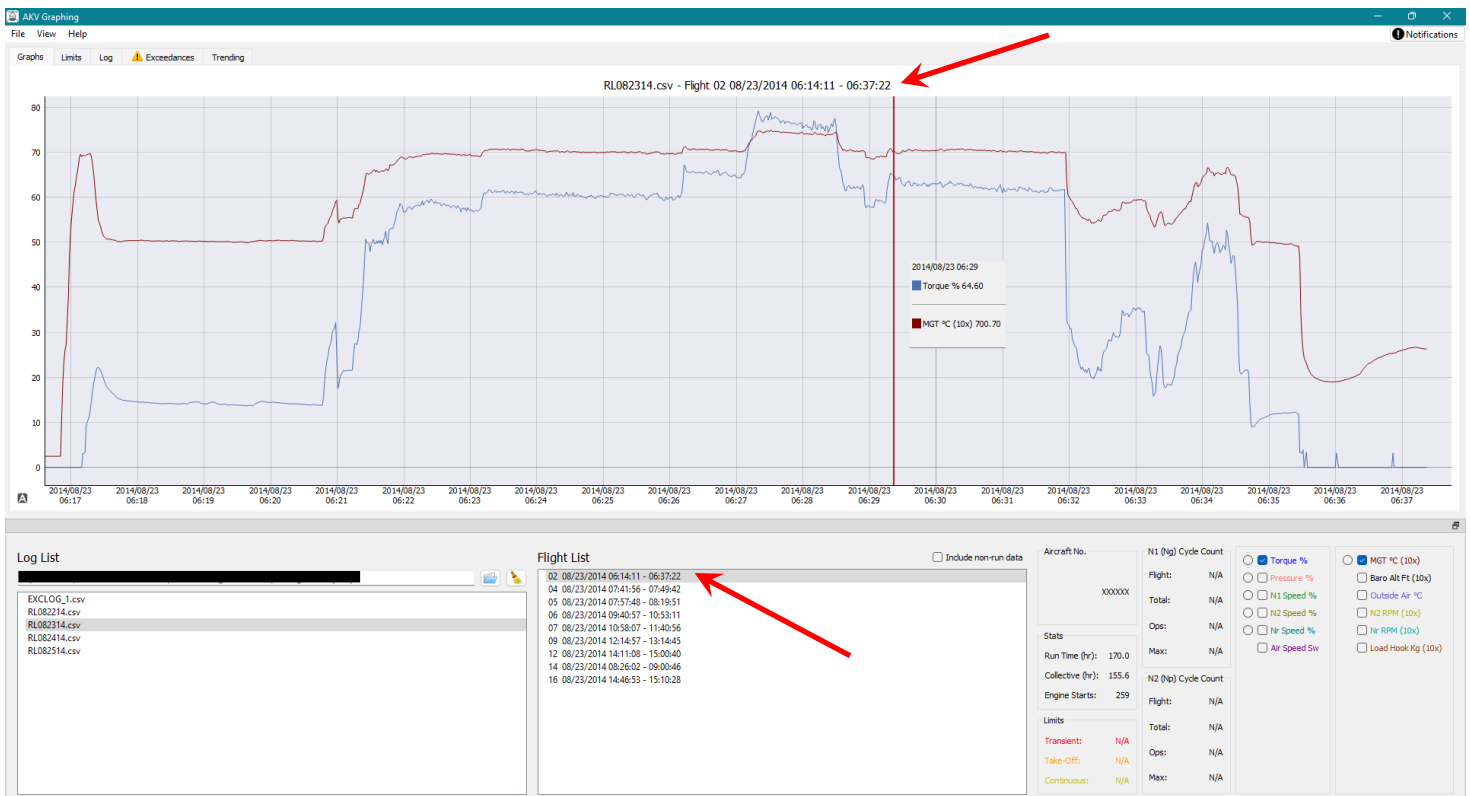 AKV Graphing
File View Help
Notifications
Graphs Limits Log Exceedances Trending
RL082314.csv - Flight 02 08/23/2014 06:14:11 - 06:37:22
80
70
60
50
40
30
20
10
0
2014/08/23 06:29
Torque % 64.60
MGT ºC (10x) 700.70
A
2014/08/23 2014/08/23 2014/08/23 2014/08/23 2014/08/23 2014/08/23 2014/08/23 2014/08/23 2014/08/23 2014/08/23 2014/08/23 2014/08/23 2014/08/23 2014/08/23 2014/08/23 2014/08/23 2014/08/23 2014/08/23 2014/08/23 2014/08/23 2014/08/23
06:17 06:18 06:19 06:20 06:21 06:22 06:23 06:24 06:25 06:26 06:27 06:28 06:29 06:30 06:31 06:32 06:33 06:34 06:35 06:36 06:37
Log List
EXCLOG_1.csv
RL082214.csv
RL082314.csv
RL082414.csv
RL082514.csv
Flight List
Include non-run data
02 08/23/2014 06:14:11 - 06:37:22
04 08/23/2014 07:41:56 - 07:49:42
05 08/23/2014 07:57:48 - 08:19:51
06 08/23/2014 09:40:57 - 10:53:11
07 08/23/2014 10:58:07 - 11:40:56
09 08/23/2014 12:14:57 - 13:14:45
12 08/23/2014 14:11:08 - 15:00:40
14 08/23/2014 08:26:02 - 09:00:46
16 08/23/2014 14:46:53 - 15:10:28
Aircraft No.
XXXXXX
Stats
Run Time (hr): 170.0
Collective (hr): 155.6
Engine Starts: 259
Limits
Transient: N/A
Take-Off: N/A
Continuous: N/A
N1 (Ng) Cycle Count
Flight: N/A
Total: N/A
Ops: N/A
Max: N/A
N2 (Np) Cycle Count
Flight: N/A
Total: N/A
Ops: N/A
Max: N/A
Torque %
Pressure %
N1 Speed %
N2 Speed %
Nr Speed %
Air Speed Sw
MGT ºC (10x)
Baro Alt Ft (10x)
Outside Air ºC
N2 RPM (10x)
Nr RPM (10x)
Load Hook Kg (10x)